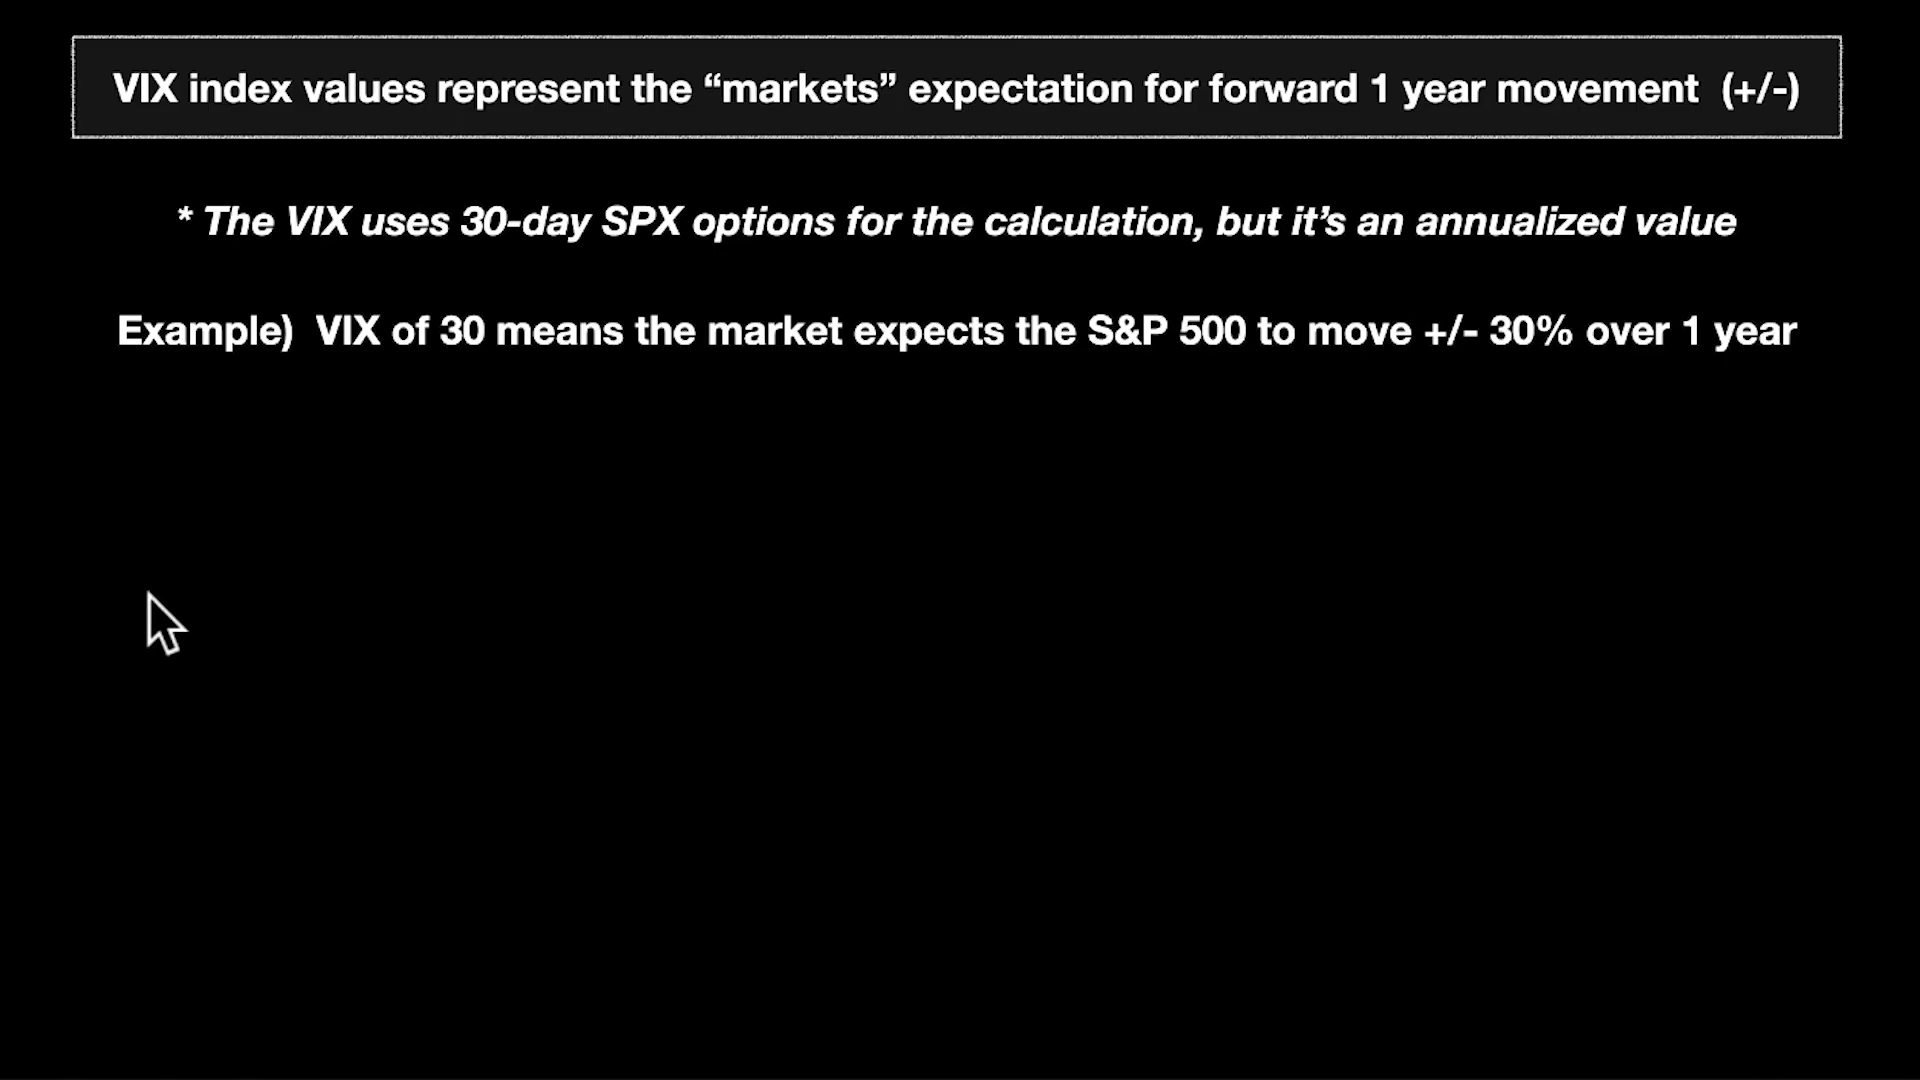 VIX index values represent the “markets” expectation for forward 1 year movement (+/-)
* The VIX uses 30-day SPX options for the calculation, but it’s an annualized value
Example) VIX of 30 means the market expects the S&P 500 to move +/- 30% over 1 year